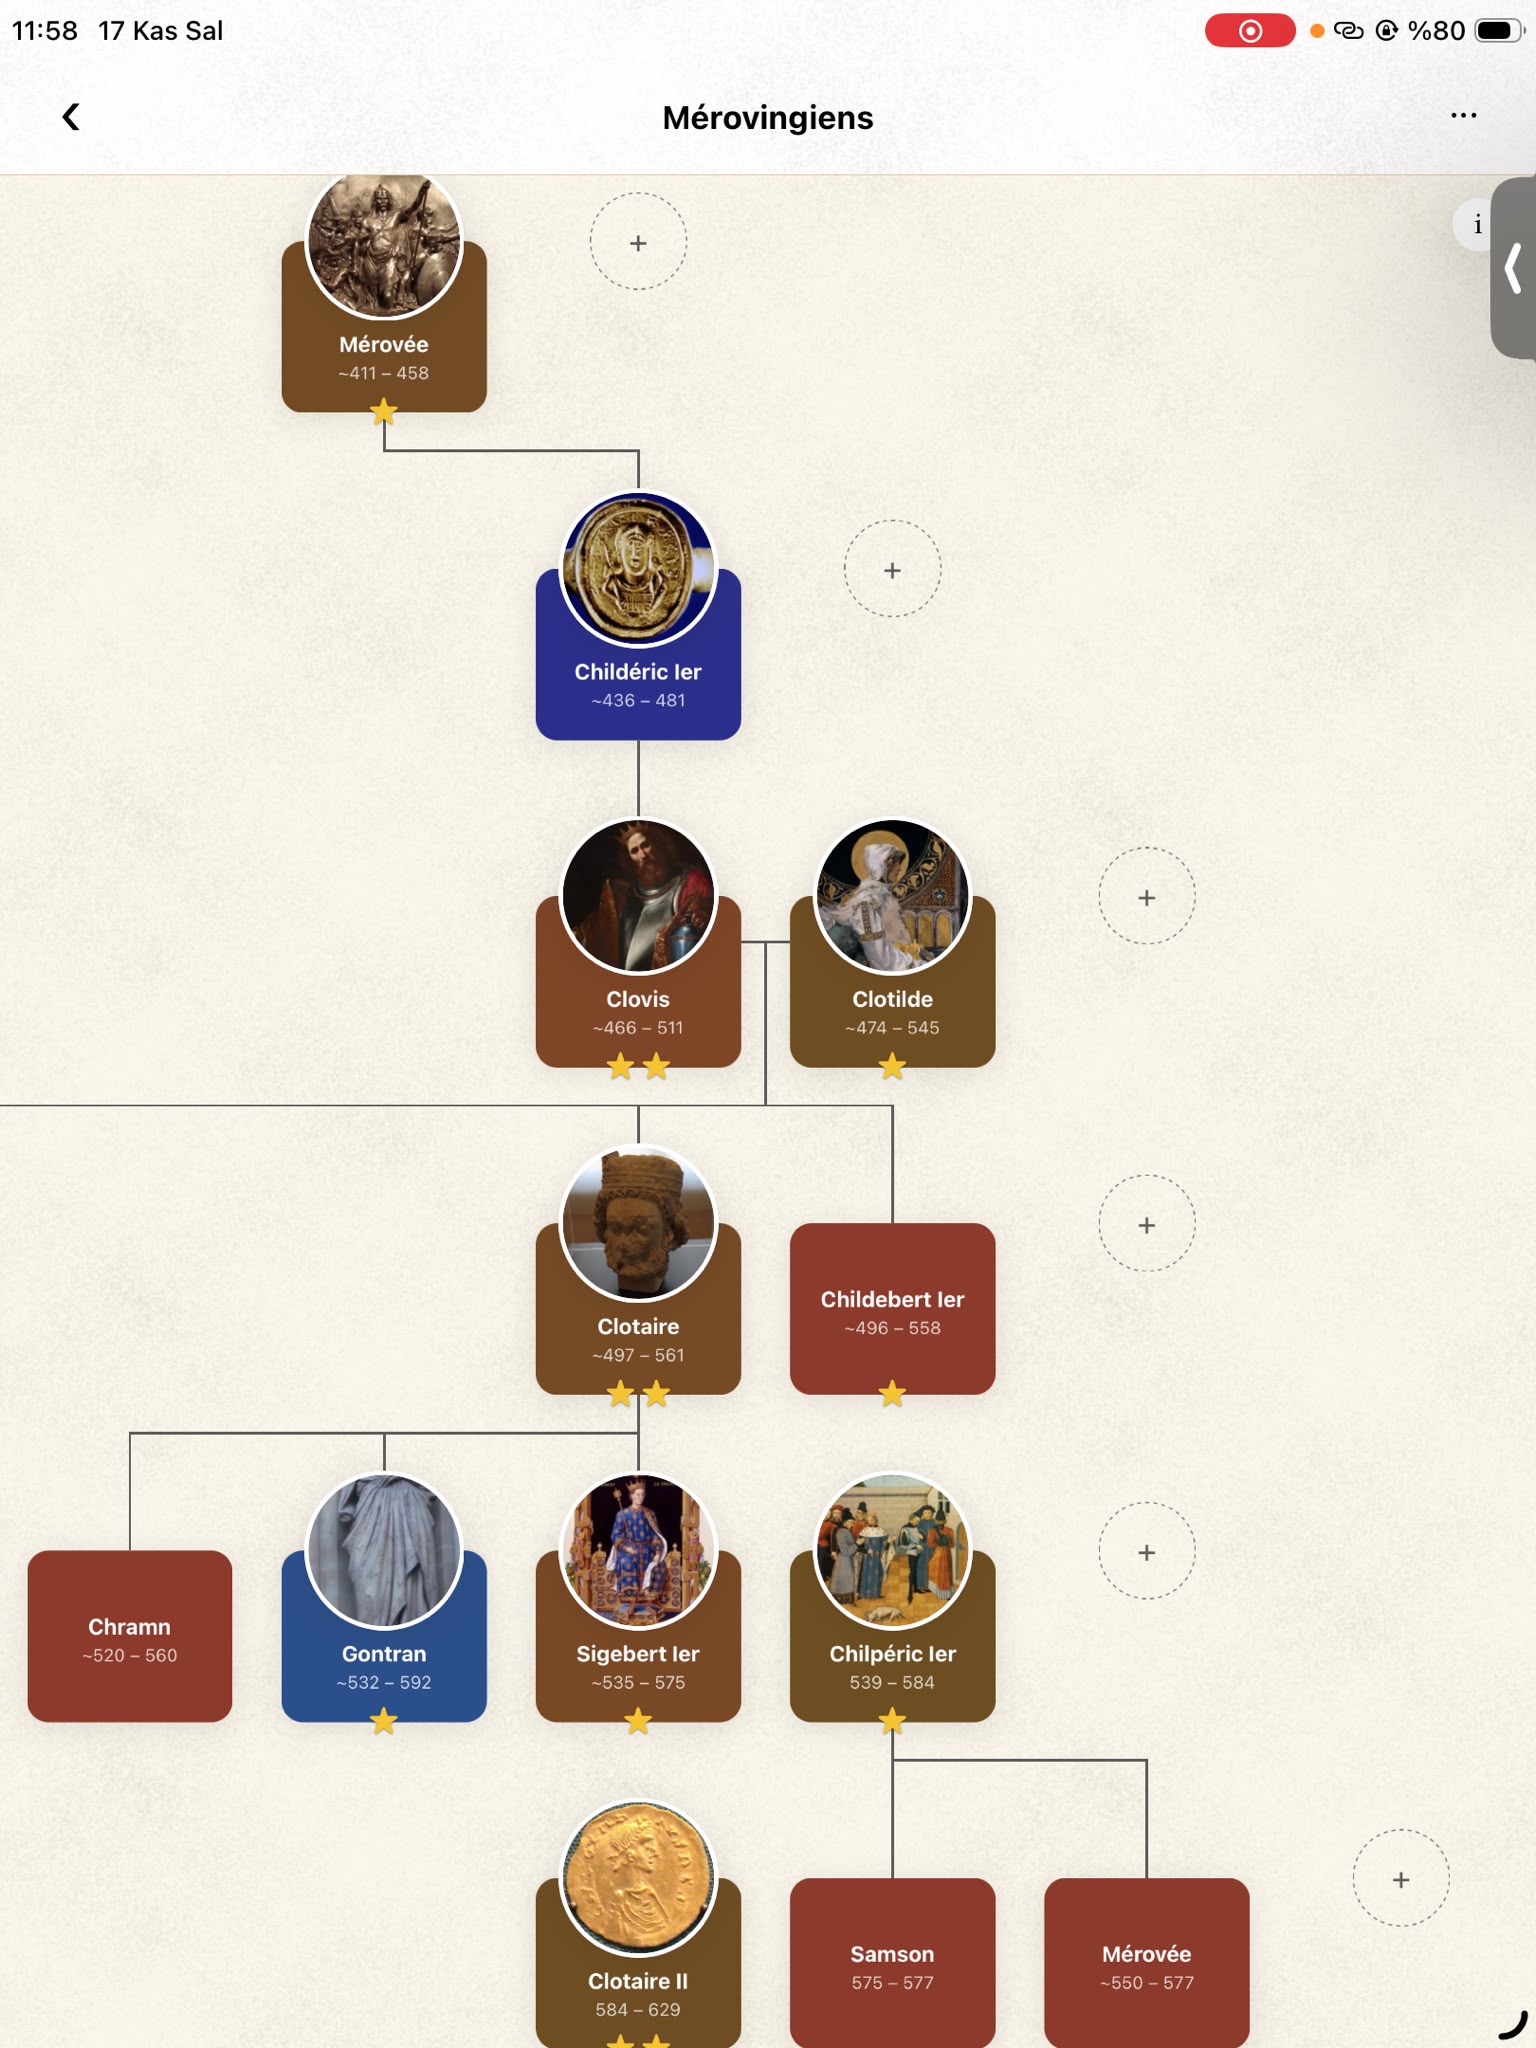 11:58 17 Kas Sal
%80
Mérovingiens
Mérovée
~411 – 458
+
i
Childéric Ier
~436 – 481
+
Clovis
~466 – 511
Clotilde
~474 – 545
+
Clotaire
~497 – 561
Childebert Ier
~496 – 558
+
Chramn
~520 – 560
Gontran
~532 – 592
Sigebert Ier
~535 – 575
Chilpéric Ier
539 – 584
+
Clotaire II
584 – 629
Samson
575 – 577
Mérovée
~550 – 577
+